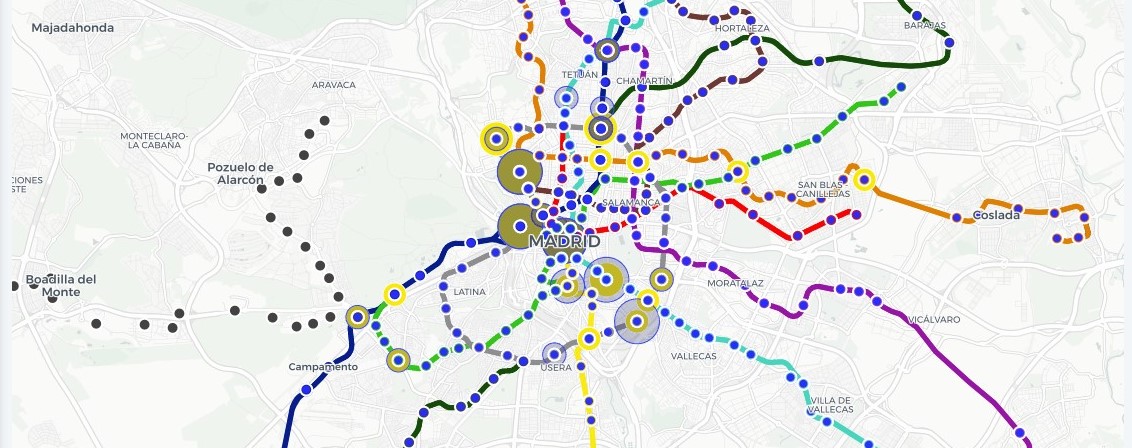 Majadahonda
HORTALEZA
BARAJAS
TETUÁN
CHAMARTÍN
ARAVACA
MONTECLARO-
LA CABAÑA
Pozuelo de
Alarcón
CIONES
STE
SAN BLAS -
CANILLEJAS
SALAMANCA
Coslada
MADRID
Boadilla del
Monte
LATINA
MORATALAZ
VICÁLVARO
Campamento
USERA
VALLECAS
VILLA DE
VALLECAS